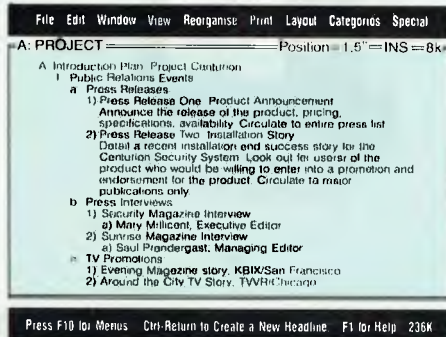 File Edit Window View Reorganise Print Layout Categories Special
A: PROJECT Position 1.5" INS 8k
A Introduction Plan Project Centurion
I Public Relations Events
a Press Releases
1) Press Release One Product Announcement
Announce the release of the product, pricing,
specifications, availability Circulate to entire press list
2) Press Release Two Installation Story
Detail a recent installation end success story for the
Centurion Security System Look out for users of the
product who would be willing to enter into a promotion and
endorsement for the product Circulate to major
publications only
b Press Interviews
1) Security Magazine Interview
a) Mary Millicent, Executive Editor
2) Sunrise Magazine Interview
a) Saul Prendergast, Managing Editor
TV Promotions
1) Evening Magazine story, KBIX/San Francisco
2) Around the City TV Story, Chicago
Press F10 for Menus Ctrl-Return to Create a New Headline F1 for Help 236K